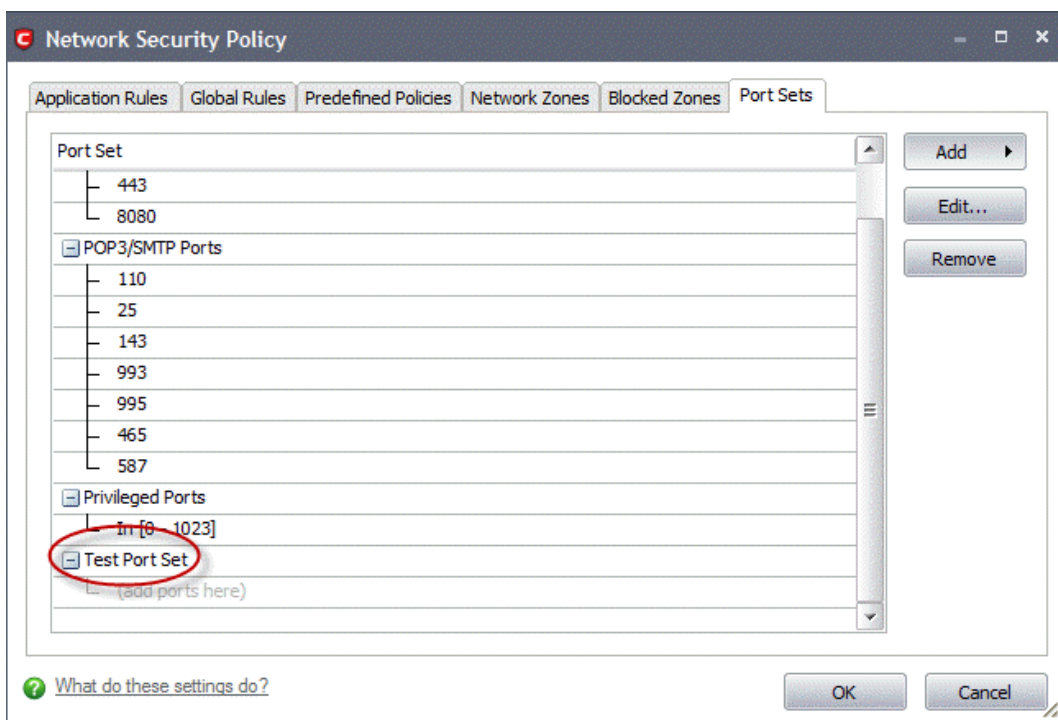 Network Security Policy
Application Rules Global Rules Predefined Policies Network Zones Blocked Zones Port Sets
Port Set
Add
443
8080
Edit...
POP3/SMTP Ports
Remove
110
25
143
993
995
465
587
Privileged Ports
In [0 - 1023]
Test Port Set
(add ports here)
What do these settings do?
OK Cancel